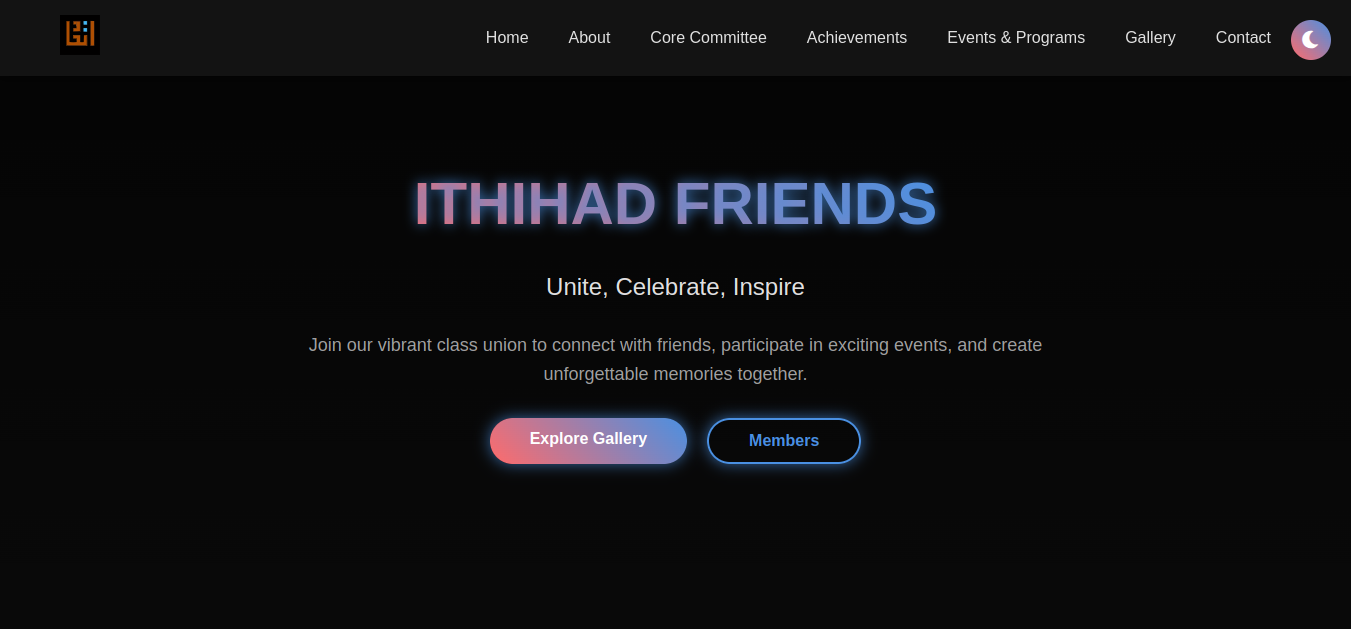 Home About Core Committee Achievements Events & Programs Gallery Contact
ITHIHAD FRIENDS
Unite, Celebrate, Inspire
Join our vibrant class union to connect with friends, participate in exciting events, and create
unforgettable memories together.
Explore Gallery Members